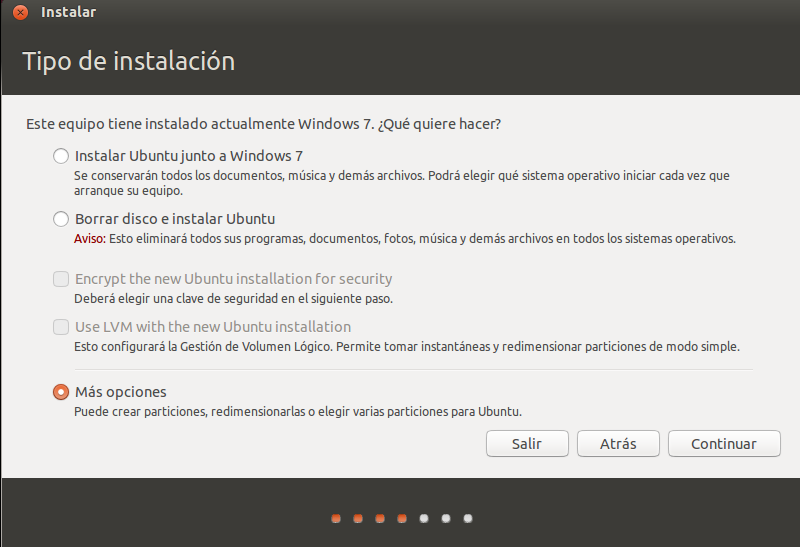 Instalar
Tipo de instalación
Este equipo tiene instalado actualmente Windows 7. ¿Qué quiere hacer?
Instalar Ubuntu junto a Windows 7
Se conservarán todos los documentos, música y demás archivos. Podrá elegir qué sistema operativo iniciar cada vez que
arranque su equipo.
Borrar disco e instalar Ubuntu
Aviso: Esto eliminará todos sus programas, documentos, fotos, música y demás archivos en todos los sistemas operativos.
Encrypt the new Ubuntu installation for security
Deberá elegir una clave de seguridad en el siguiente paso.
Use LVM with the new Ubuntu installation
Esto configurará la Gestión de Volumen Lógico. Permite tomar instantáneas y redimensionar particiones de modo simple.
Más opciones
Puede crear particiones, redimensionarlas o elegir varias particiones para Ubuntu.
Salir
Atrás
Continuar